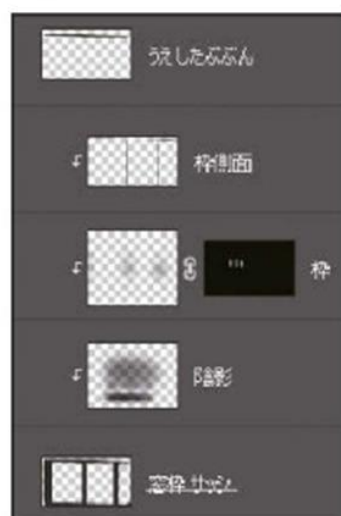 うえしたぶぶん
枠側面
枠
陰影
窓枠 サッシ